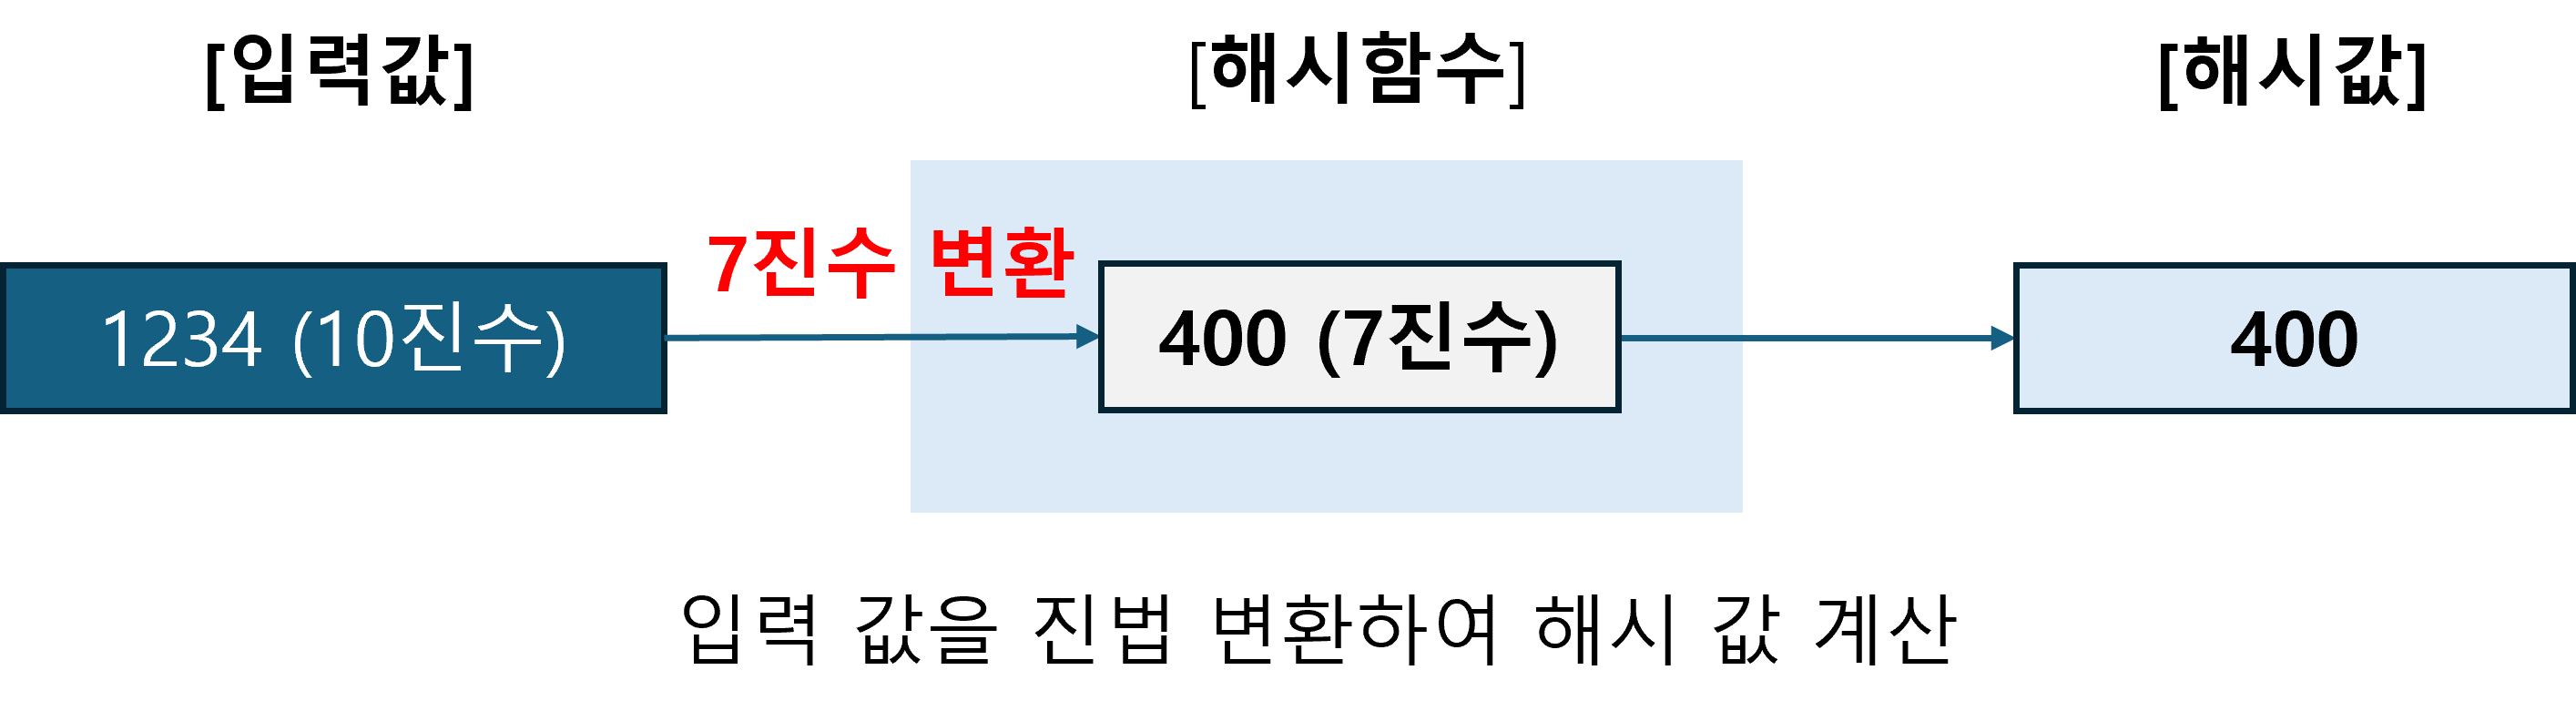 [입력값]
[해시함수]
[해시값]
7진수 변환
1234 (10진수)
400 (7진수)
400
입력 값을 진법 변환하여 해시 값 계산